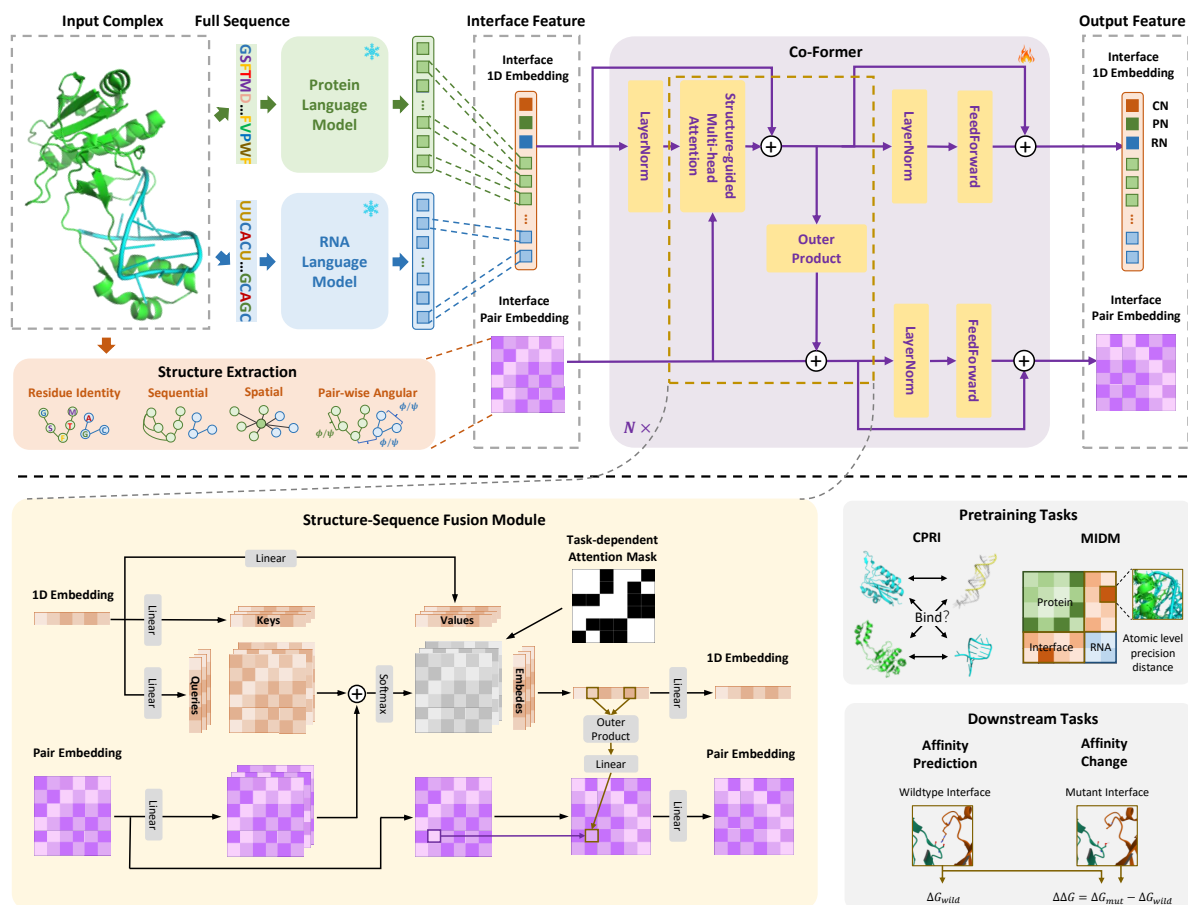 Input Complex
Full Sequence
Interface Feature
Output Feature
GSFTMD...FVPWF
Protein
Language
Model
UUCACU...GCAGC
RNA
Language
Model
Interface
1D Embedding
...
Interface
Pair Embedding
Co-Former
LayerNorm
Structure-guided
Multi-head
Attention
LayerNorm
FeedForward
Outer
Product
LayerNorm
FeedForward
N ×
Interface
1D Embedding
CN
PN
RN
...
Interface
Pair Embedding
Structure Extraction
Residue Identity
Sequential
Spatial
Pair-wise Angular
G S F T M A G C
ϕ/ψ
ϕ/ψ
ϕ/ψ
Structure-Sequence Fusion Module
Linear
Task-dependent
Attention Mask
1D Embedding
Linear
Keys
Values
Linear
Queries
Softmax
Embedes
1D Embedding
Linear
Outer
Product
Linear
Pair Embedding
Linear
Pair Embedding
Linear
Pretraining Tasks
CPRI
MIDM
Bind?
Protein
Interface
RNA
Atomic level
precision
distance
Downstream Tasks
Affinity
Prediction
Affinity
Change
Wildtype Interface
Mutant Interface
ΔG_wild
ΔΔG = ΔG_mut − ΔG_wild